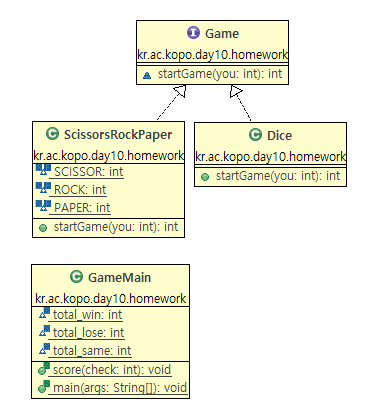 Game
kr.ac.kopo.day10.homework
startGame(you: int): int
ScissorsRockPaper
kr.ac.kopo.day10.homework
SCISSOR: int
ROCK: int
PAPER: int
startGame(you: int): int
Dice
kr.ac.kopo.day10.homework
startGame(you: int): int
GameMain
kr.ac.kopo.day10.homework
total_win: int
total_lose: int
total_same: int
score(check: int): void
main(args: String[]): void